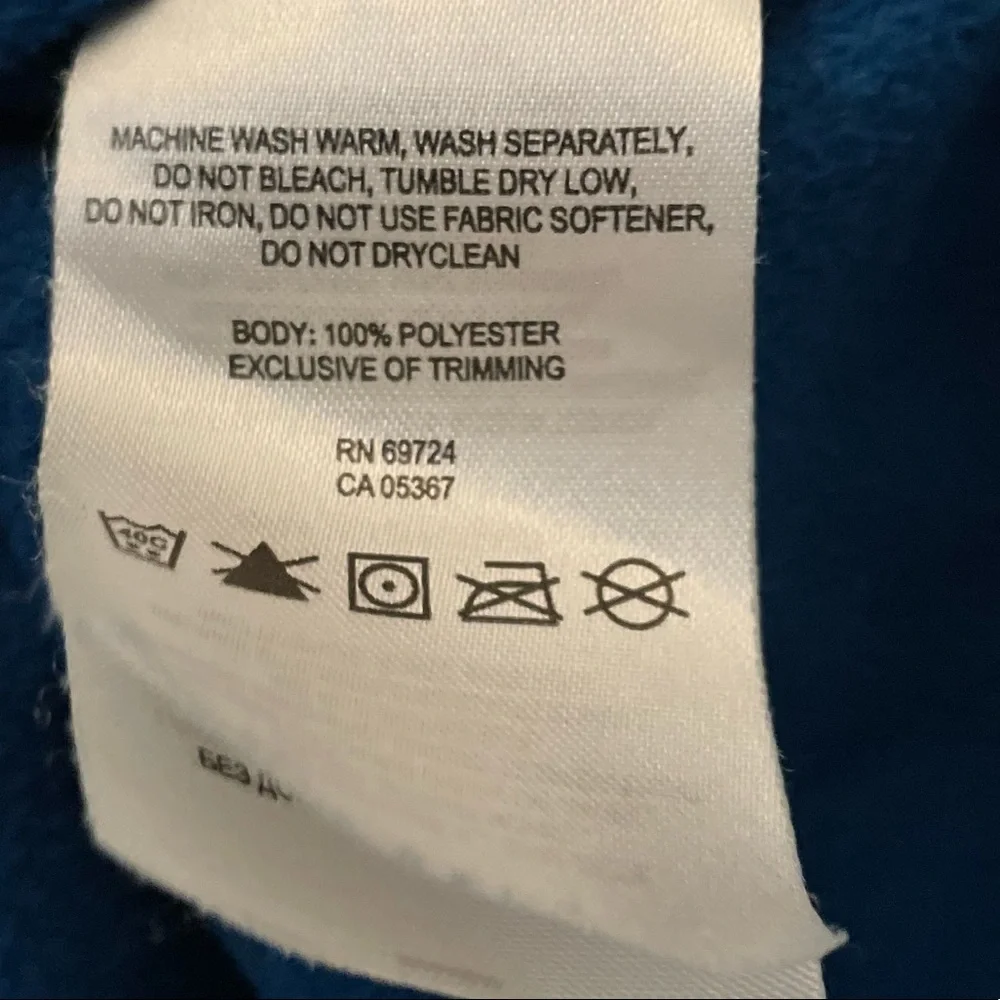 MACHINE WASH WARM, WASH SEPARATELY,
DO NOT BLEACH, TUMBLE DRY LOW,
DO NOT IRON, DO NOT USE FABRIC SOFTENER,
DO NOT DRYCLEAN
BODY: 100% POLYESTER
EXCLUSIVE OF TRIMMING
RN 69724
CA 05367
40C